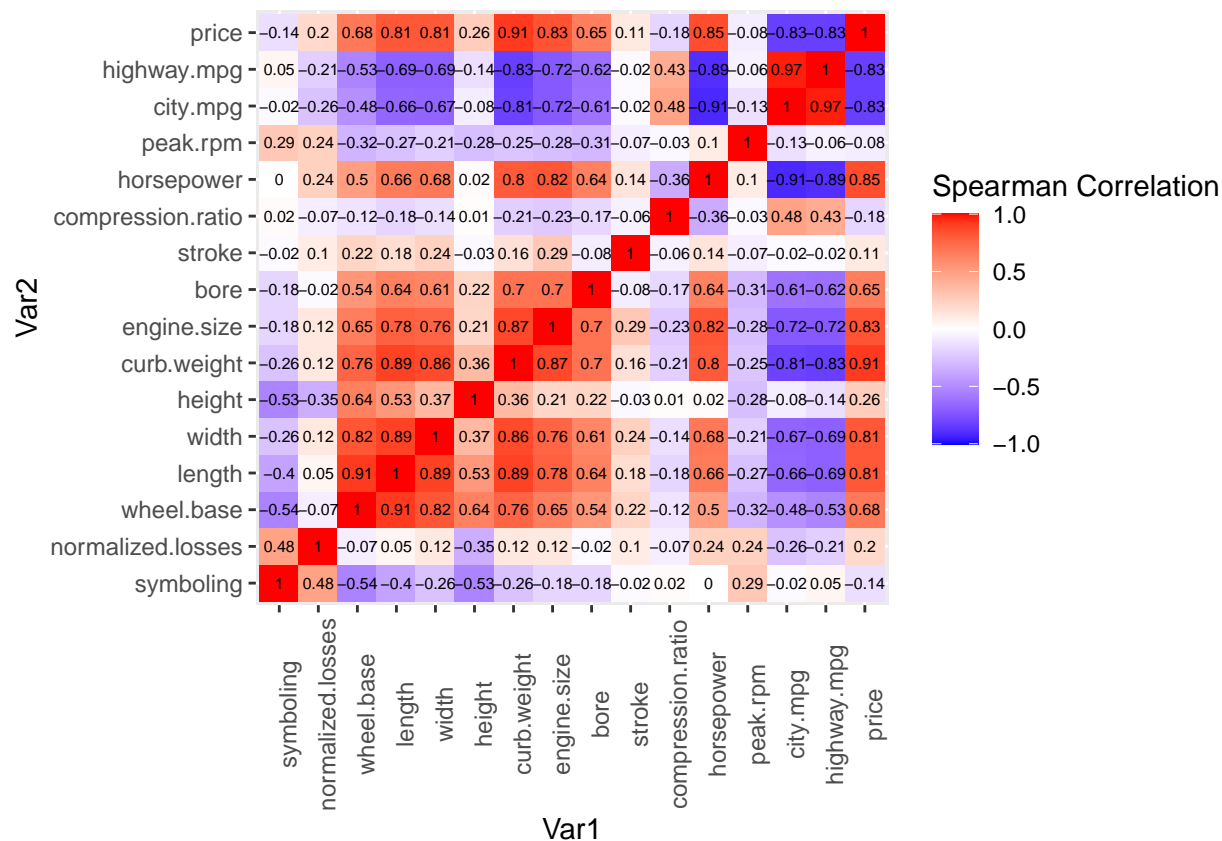 price −0.14 0.2 0.68 0.81 0.81 0.26 0.91 0.83 0.65 0.11 −0.18 0.85 −0.08 −0.83 −0.83 1
highway.mpg 0.05 −0.21 −0.53 −0.69 −0.69 −0.14 −0.83 −0.72 −0.62 −0.02 0.43 −0.89 −0.06 0.97 1 −0.83
city.mpg −0.02 −0.26 −0.48 −0.66 −0.67 −0.08 −0.81 −0.72 −0.61 −0.02 0.48 −0.91 −0.13 1 0.97 −0.83
peak.rpm 0.29 0.24 −0.32 −0.27 −0.21 −0.28 −0.25 −0.28 −0.31 −0.07 −0.03 0.1 1 −0.13 −0.06 −0.08
horsepower 0 0.24 0.5 0.66 0.68 0.02 0.8 0.82 0.64 0.14 −0.36 1 0.1 −0.91 −0.89 0.85
compression.ratio 0.02 −0.07 −0.12 −0.18 −0.14 0.01 −0.21 −0.23 −0.17 −0.06 1 −0.36 −0.03 0.48 0.43 −0.18
stroke −0.02 0.1 0.22 0.18 0.24 −0.03 0.16 0.29 −0.08 1 −0.06 0.14 −0.07 −0.02 −0.02 0.11
bore −0.18 −0.02 0.54 0.64 0.61 0.22 0.7 0.7 1 −0.08 −0.17 0.64 −0.31 −0.61 −0.62 0.65
engine.size −0.18 0.12 0.65 0.78 0.76 0.21 0.87 1 0.7 0.29 −0.23 0.82 −0.28 −0.72 −0.72 0.83
curb.weight −0.26 0.12 0.76 0.89 0.86 0.36 1 0.87 0.7 0.16 −0.21 0.8 −0.25 −0.81 −0.83 0.91
height −0.53 −0.35 0.64 0.53 0.37 1 0.36 0.21 0.22 −0.03 0.01 0.02 −0.28 −0.08 −0.14 0.26
width −0.26 0.12 0.82 0.89 1 0.37 0.86 0.76 0.61 0.24 −0.14 0.68 −0.21 −0.67 −0.69 0.81
length −0.4 0.05 0.91 1 0.89 0.53 0.89 0.78 0.64 0.18 −0.18 0.66 −0.27 −0.66 −0.69 0.81
wheel.base −0.54 −0.07 1 0.91 0.82 0.64 0.76 0.65 0.54 0.22 −0.12 0.5 −0.32 −0.48 −0.53 0.68
normalized.losses 0.48 1 −0.07 0.05 0.12 −0.35 0.12 0.12 −0.02 0.1 −0.07 0.24 0.24 −0.26 −0.21 0.2
symboling 1 0.48 −0.54 −0.4 −0.26 −0.53 −0.26 −0.18 −0.18 −0.02 0.02 0 0.29 −0.02 0.05 −0.14
Var2
symboling
normalized.losses
wheel.base
length
width
height
curb.weight
engine.size
bore
stroke
compression.ratio
horsepower
peak.rpm
city.mpg
highway.mpg
price
Var1
Spearman Correlation
1.0
0.5
0.0
−0.5
−1.0